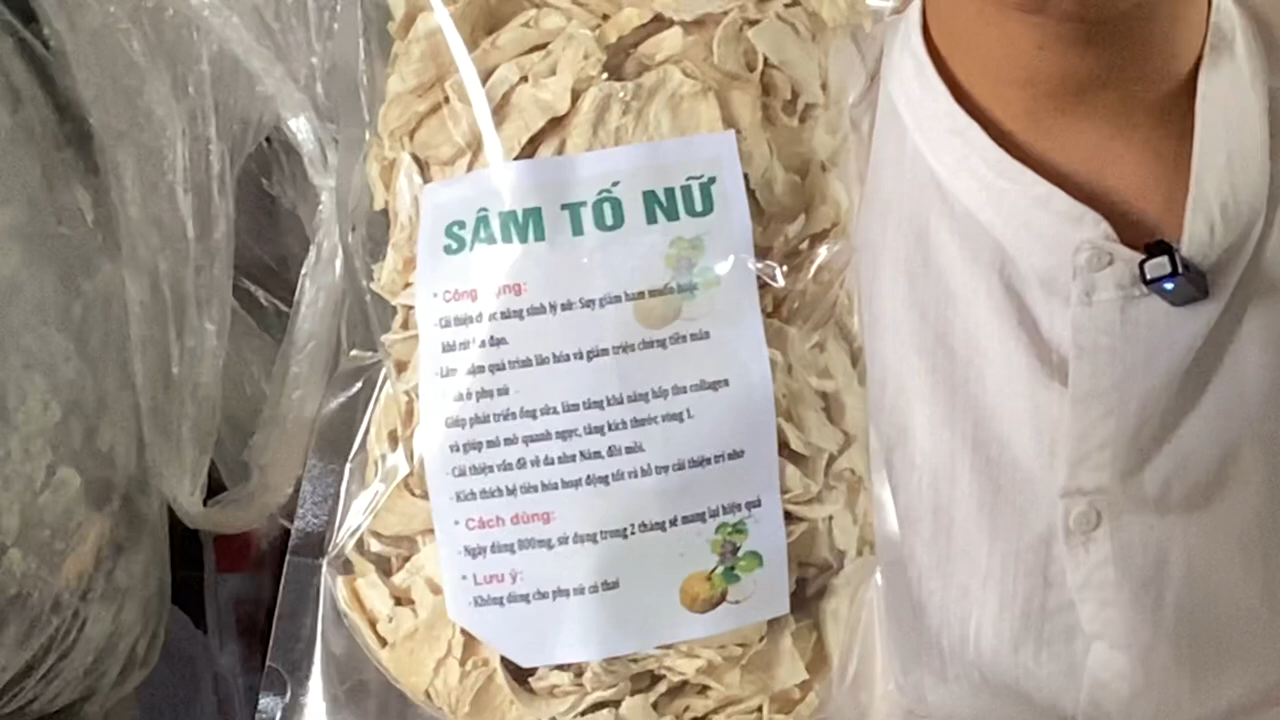 SÂM TỐ NỮ
* Công dụng:
- Cải thiện chức năng sinh lý nữ: Suy giảm ham muốn hoặc
khô rát âm đạo.
- Làm chậm quá trình lão hóa và giảm triệu chứng tiền mãn
ở phụ nữ
Giúp phát triển ống sữa, làm tăng khả năng hấp thu collagen
và giúp mô mỡ quanh ngực, tăng kích thước vòng 1.
- Cải thiện vấn đề về da như Nám, đồi mồi.
- Kích thích hệ tiêu hóa hoạt động tốt và hỗ trợ cải thiện trí nhớ
* Cách dùng:
- Ngày dùng 800mg, sử dụng trong 2 tháng sẽ mang lại hiệu quả
* Lưu ý:
- Không dùng cho phụ nữ có thai